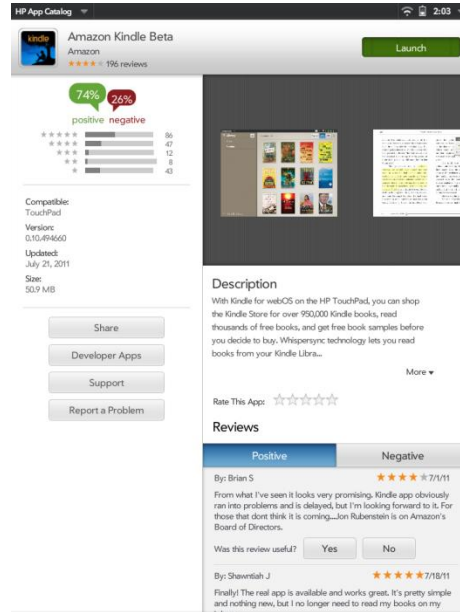 HP App Catalog
2:03
kindle
Amazon Kindle Beta
Amazon
196 reviews
Launch
74%
26%
positive negative
86
47
12
8
43
Compatible:
TouchPad
Version:
0.10.494660
Updated:
July 21, 2011
Size:
50.9 MB
Share
Developer Apps
Support
Report a Problem
Description
With Kindle for webOS on the HP TouchPad, you can shop
the Kindle Store for over 950,000 Kindle books, read
thousands of free books, and get free book samples before
you decide to buy. Whispersync technology lets you read
books from your Kindle Libra...
More
Rate This App:
Reviews
Positive
Negative
By: Brian S
7/1/11
From what I've seen it looks very promising. Kindle app obviously
ran into problems and is delayed, but I'm looking forward to it. For
those that dont think it is coming....Jon Rubenstein is on Amazon's
Board of Directors.
Was this review useful?
Yes
No
By: Shawntiah J
7/18/11
Finally! The real app is available and works great. It's pretty simple
and nothing new, but I no longer need to read my books on my